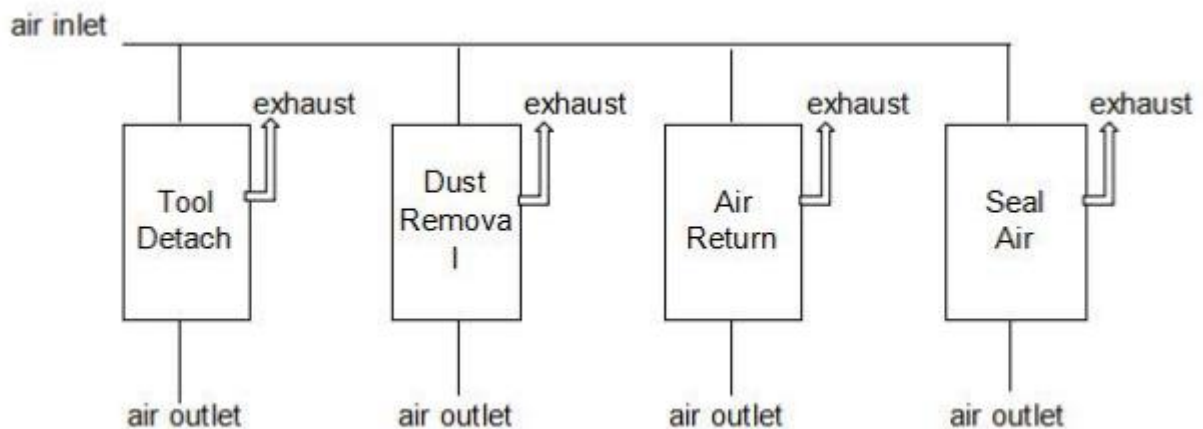 air inlet
exhaust
exhaust
exhaust
exhaust
Tool
Detach
Dust
Remova
l
Air
Return
Seal
Air
air outlet
air outlet
air outlet
air outlet